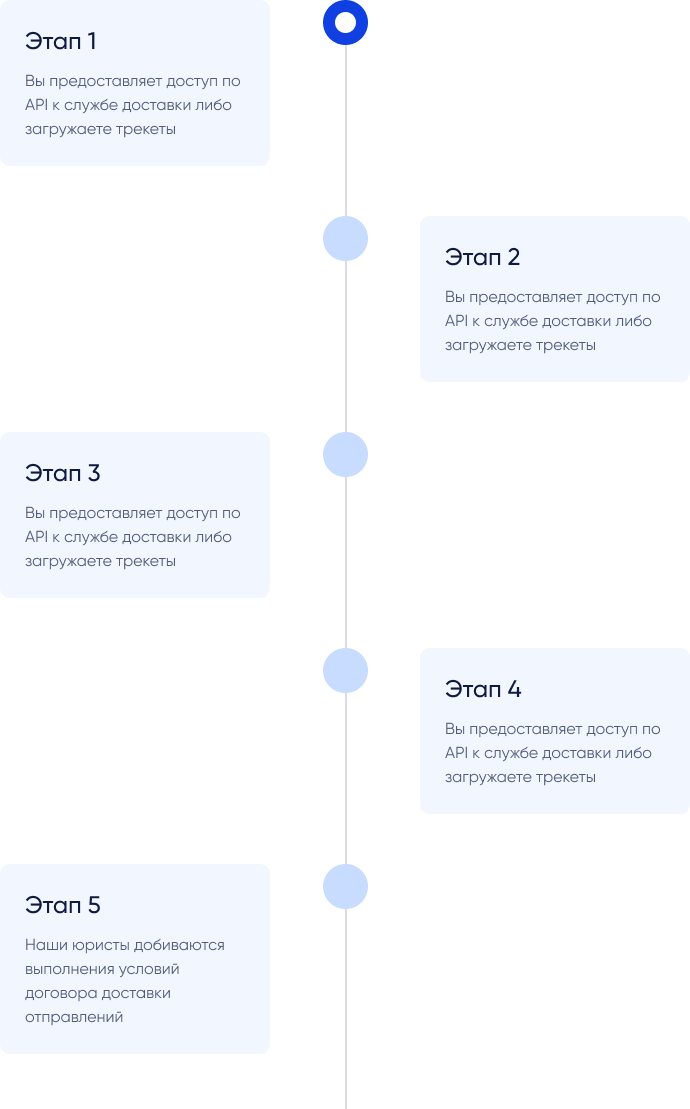 Этап 1
Вы предоставляет доступ по
API к службе доставки либо
загружаете трекеты
Этап 2
Вы предоставляет доступ по
API к службе доставки либо
загружаете трекеты
Этап 3
Вы предоставляет доступ по
API к службе доставки либо
загружаете трекеты
Этап 4
Вы предоставляет доступ по
API к службе доставки либо
загружаете трекеты
Этап 5
Наши юристы добиваются
выполнения условий
договора доставки
отправлений